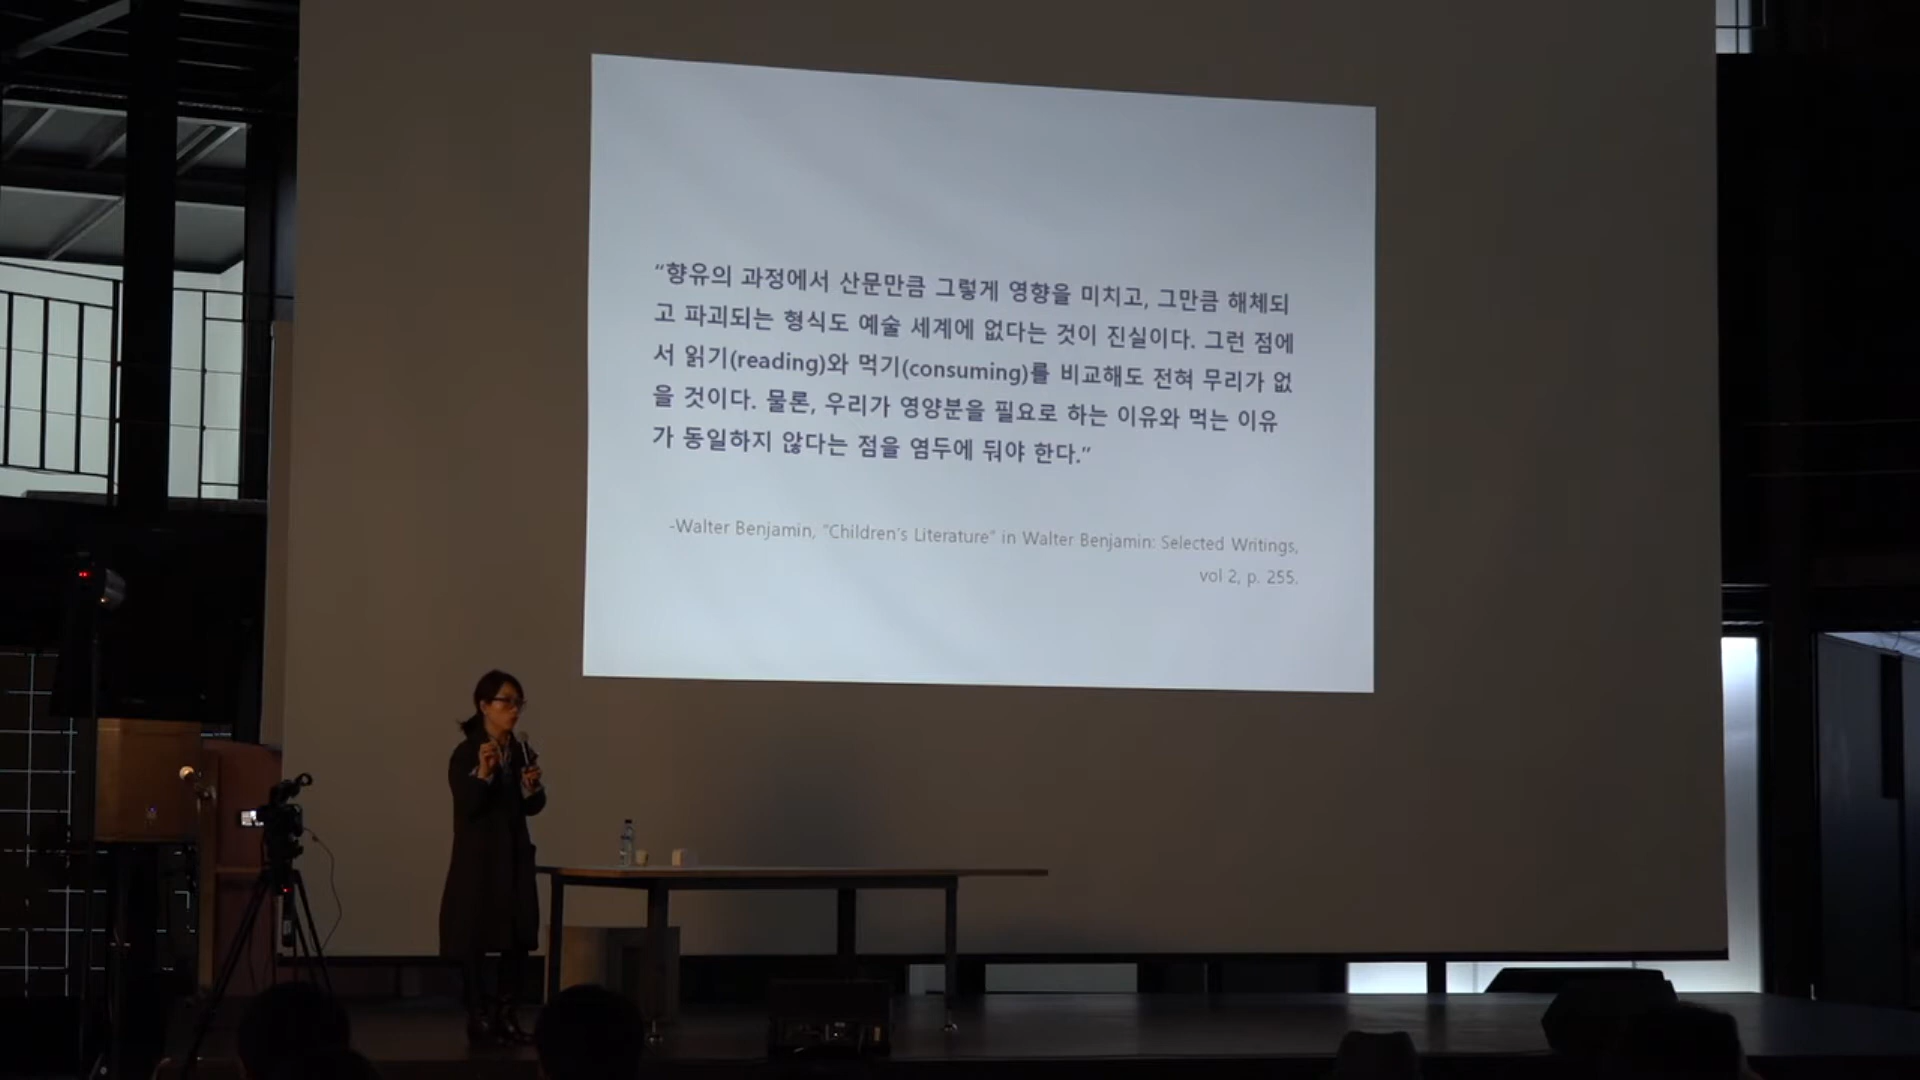 “향유의 과정에서 산문만큼 그렇게 영향을 미치고, 그만큼 해체되
고 파괴되는 형식도 예술 세계에 없다는 것이 진실이다. 그런 점에
서 읽기(reading)와 먹기(consuming)를 비교해도 전혀 무리가 없
을 것이다. 물론, 우리가 영양분을 필요로 하는 이유와 먹는 이유
가 동일하지 않다는 점을 염두에 둬야 한다.”
-Walter Benjamin, “Children’s Literature” in Walter Benjamin: Selected Writings,
vol 2, p. 255.